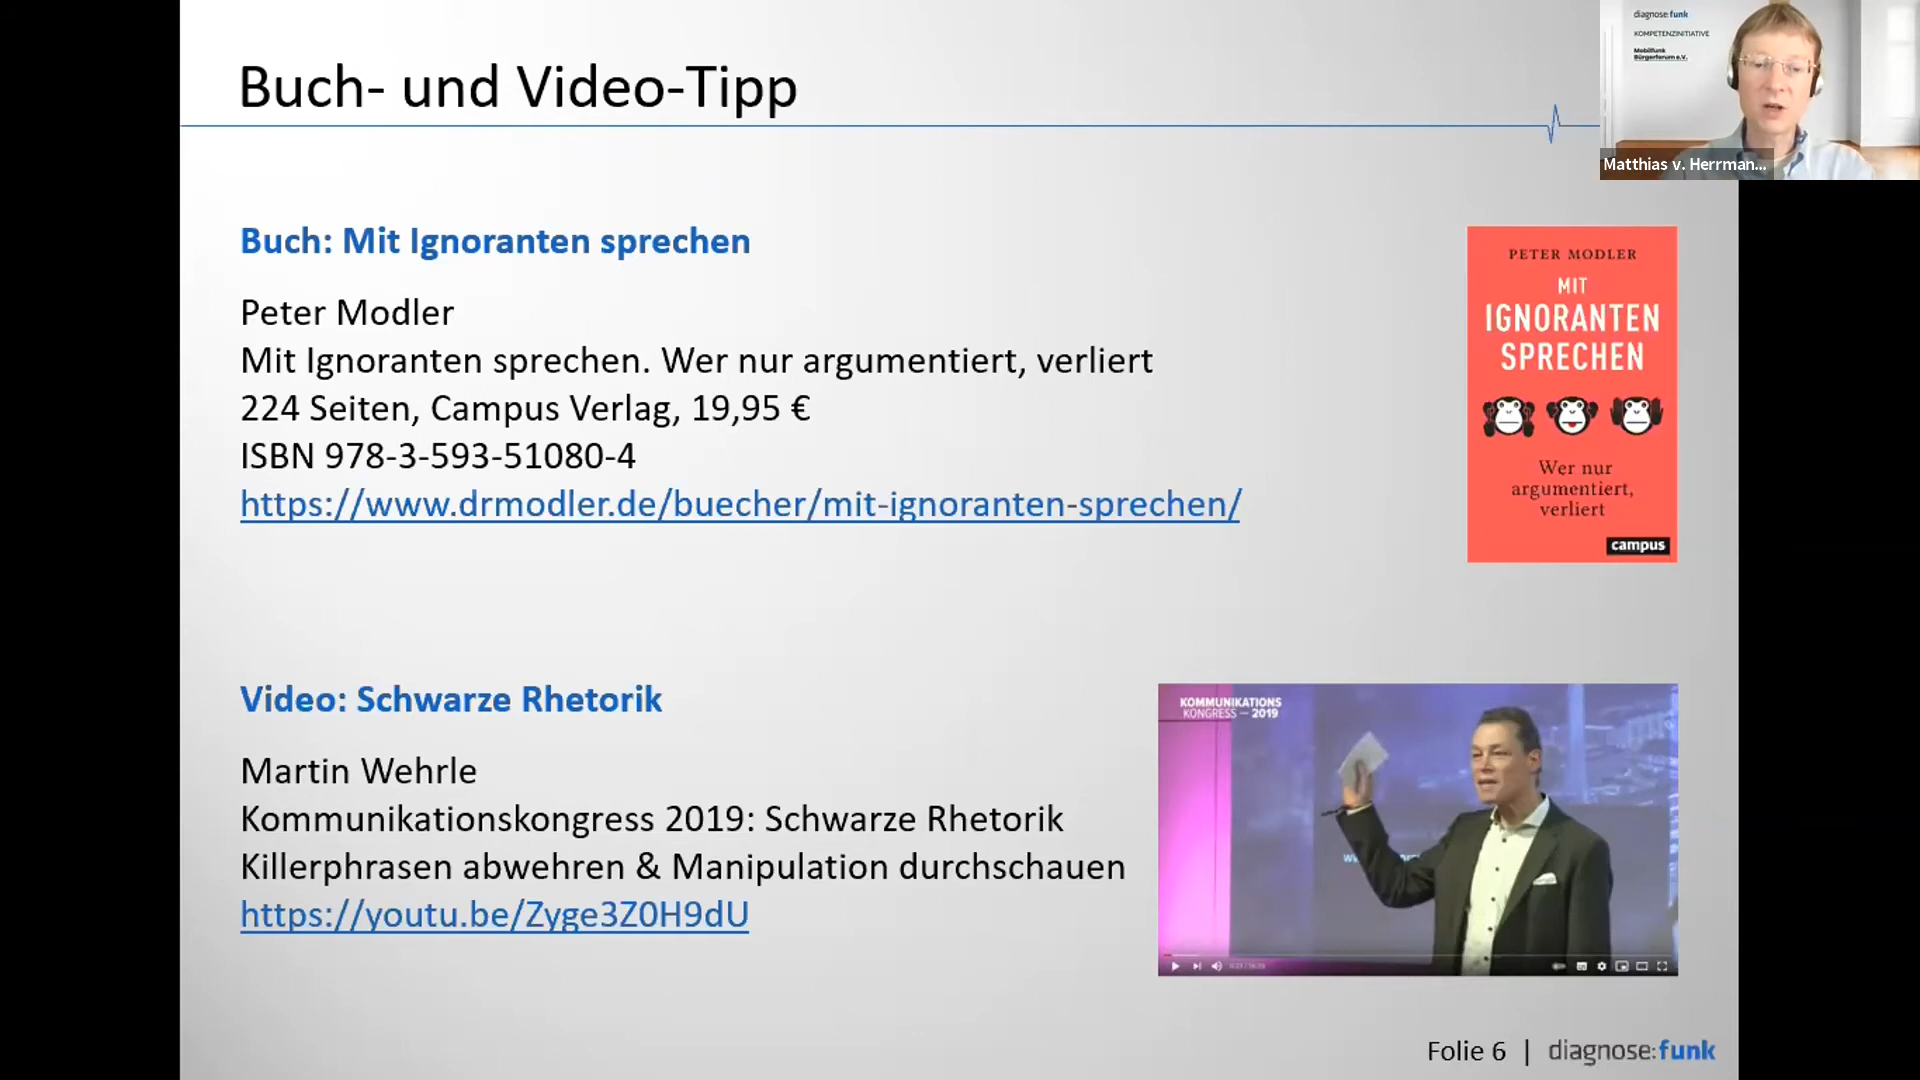 Buch- und Video-Tipp
diagnose:funk
KOMPETENZINITIATIVE
Mobilfunk
Bürgerforum e.V.
Matthias v. Herrman...
Buch: Mit Ignoranten sprechen
Peter Modler
Mit Ignoranten sprechen. Wer nur argumentiert, verliert
224 Seiten, Campus Verlag, 19,95 €
ISBN 978-3-593-51080-4
https://www.drmodler.de/buecher/mit-ignoranten-sprechen/
PETER MODLER
MIT
IGNORANTEN
SPRECHEN
Wer nur
argumentiert,
verliert
campus
Video: Schwarze Rhetorik
Martin Wehrle
Kommunikationskongress 2019: Schwarze Rhetorik
Killerphrasen abwehren & Manipulation durchschauen
https://youtu.be/Zyge3Z0H9dU
KOMMUNIKATIONS
KONGRESS — 2019
Folie 6 | diagnose:funk